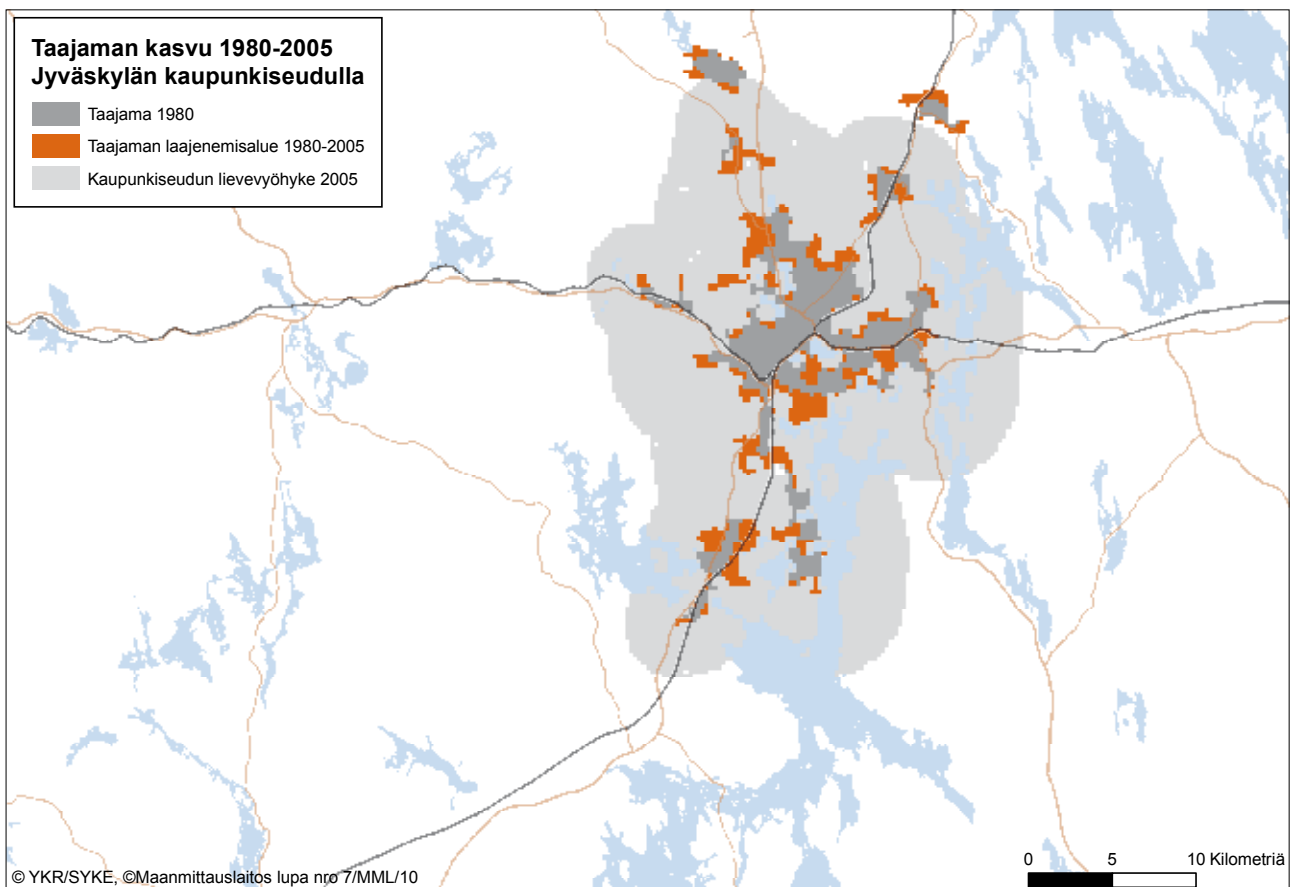 Taajaman kasvu 1980-2005
Jyväskylän kaupunkiseudulla
Taajama 1980
Taajaman laajenemisalue 1980-2005
Kaupunkiseudun lievevyöhyke 2005
0 5 10 Kilometriä
© YKR/SYKE, ©Maanmittauslaitos lupa nro 7/MML/10